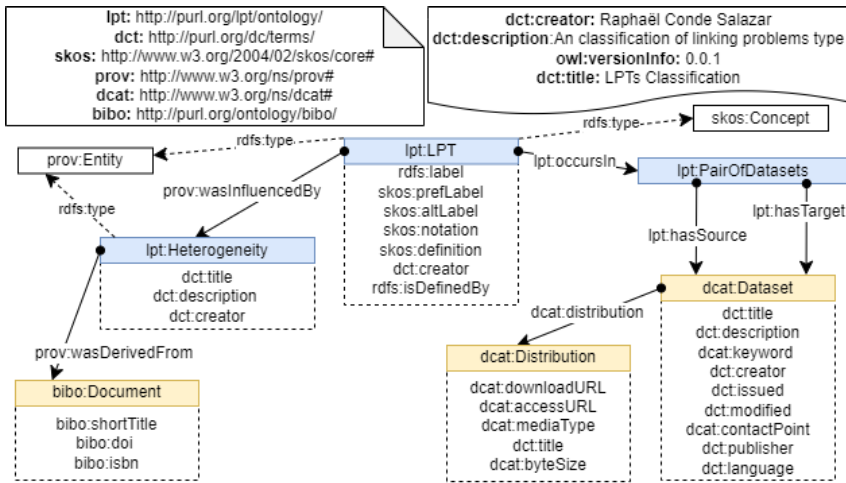 lpt: http://purl.org/lpt/ontology/
dct: http://purl.org/dc/terms/
skos: http://www.w3.org/2004/02/skos/core#
prov: http://www.w3.org/ns/prov#
dcat: http://www.w3.org/ns/dcat#
bibo: http://purl.org/ontology/bibo/
dct:creator: Raphaël Conde Salazar
dct:description:An classification of linking problems type
owl:versionInfo: 0.0.1
dct:title: LPTs Classification
skos:Concept
rdfs:type
rdfs:type
prov:Entity
lpt:LPT
rdfs:label
skos:prefLabel
skos:altLabel
skos:notation
skos:definition
dct:creator
rdfs:isDefinedBy
lpt:occursIn
lpt:PairOfDatasets
prov:wasInfluencedBy
rdfs:type
lpt:hasTarget
lpt:hasSource
lpt:Heterogeneity
dct:title
dct:description
dct:creator
dcat:Dataset
dct:title
dct:description
dcat:keyword
dct:creator
dct:issued
dct:modified
dcat:contactPoint
dct:publisher
dct:language
dcat:distribution
dcat:Distribution
dcat:downloadURL
dcat:accessURL
dcat:mediaType
dct:title
dcat:byteSize
prov:wasDerivedFrom
bibo:Document
bibo:shortTitle
bibo:doi
bibo:isbn